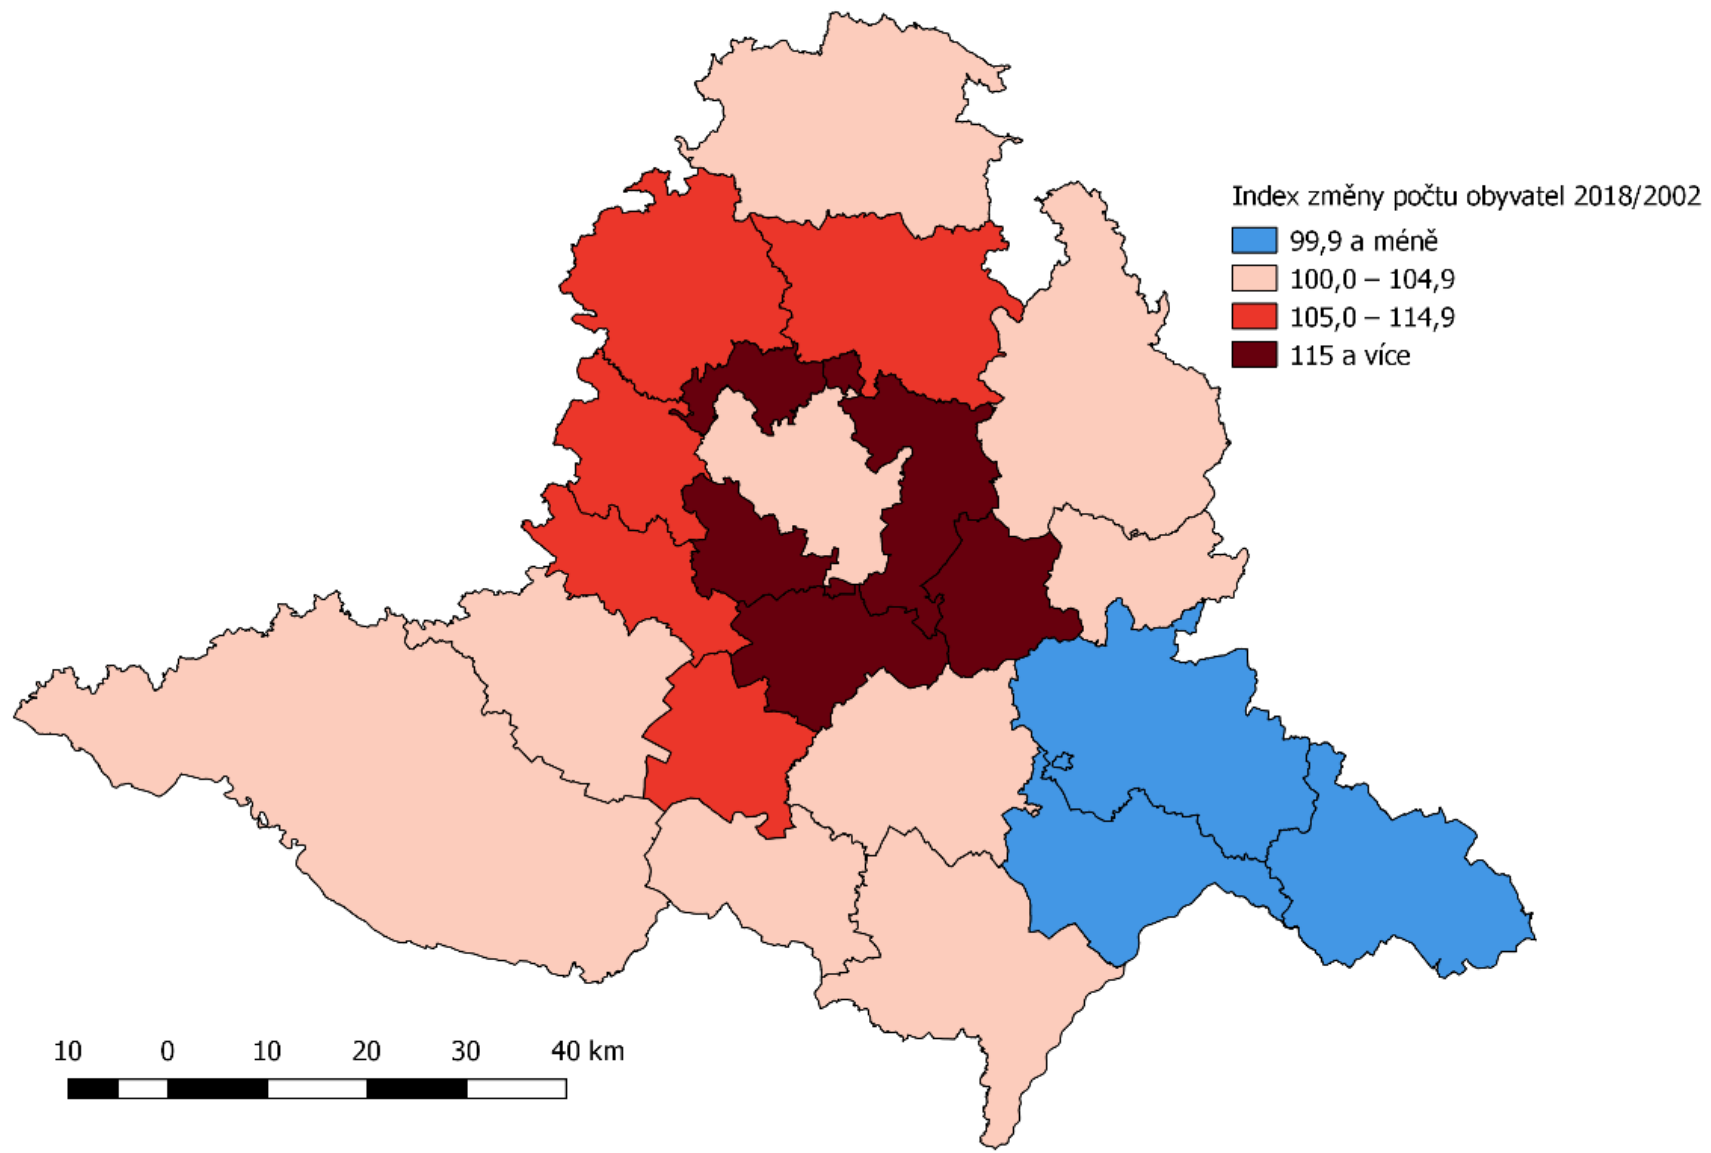 Index změny počtu obyvatel 2018/2002
99,9 a méně
100,0 – 104,9
105,0 – 114,9
115 a více
10 0 10 20 30 40 km